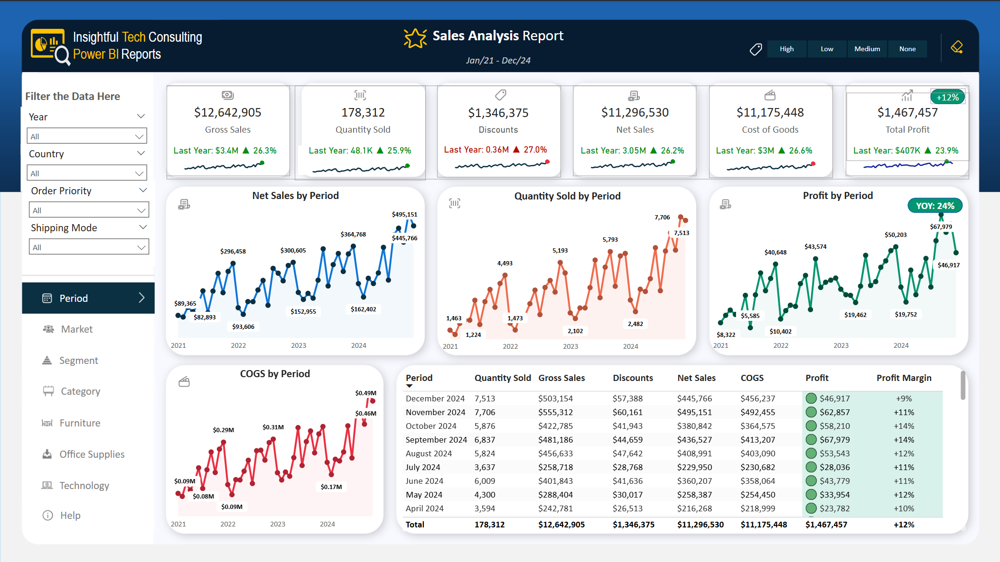 Insightful Tech Consulting
Power BI Reports
Sales Analysis Report
Jan/21 - Dec/24
High
Low
Medium
None
Filter the Data Here
Year
All
Country
All
Order Priority
All
Shipping Mode
All
Period
Market
Segment
Category
Furniture
Office Supplies
Technology
Help
$12,642,905
Gross Sales
Last Year: $3.4M ▲ 26.3%
178,312
Quantity Sold
Last Year: 48.1K ▲ 25.9%
$1,346,375
Discounts
Last Year: 0.36M ▲ 27.0%
$11,296,530
Net Sales
Last Year: 3.05M ▲ 26.2%
$11,175,448
Cost of Goods
Last Year: $3M ▲ 26.6%
+12%
$1,467,457
Total Profit
Last Year: $407K ▲ 23.9%
Net Sales by Period
$495,151
$445,766
$364,768
$296,458
$300,605
$89,365
$82,893
$93,606
$152,955
$162,402
2021 2022 2023 2024
Quantity Sold by Period
7,706
7,513
5,793
5,193
4,493
1,463
1,224
1,473
2,102
2,482
2021 2022 2023 2024
Profit by Period
YOY: 24%
$67,979
$50,203
$43,574
$40,648
$46,917
$5,585
$8,322
$10,402
$19,462
$19,752
2021 2022 2023 2024
COGS by Period
$0.49M
$0.46M
$0.31M
$0.29M
$0.09M
$0.08M
$0.09M
$0.17M
2021 2022 2023 2024
Period Quantity Sold Gross Sales Discounts Net Sales COGS Profit Profit Margin
December 2024 7,513 $503,154 $57,388 $445,766 $456,237 $46,917 +9%
November 2024 7,706 $555,312 $60,161 $495,151 $492,455 $62,857 +11%
October 2024 5,876 $422,785 $41,943 $380,842 $364,575 $58,210 +14%
September 2024 6,837 $481,186 $44,659 $436,527 $413,207 $67,979 +14%
August 2024 5,824 $456,633 $47,642 $408,991 $403,090 $53,543 +12%
July 2024 3,637 $258,718 $28,768 $229,950 $230,682 $28,036 +11%
June 2024 6,009 $401,843 $41,636 $360,207 $358,064 $43,779 +11%
May 2024 4,300 $288,404 $30,017 $258,387 $254,450 $33,954 +12%
April 2024 3,594 $242,781 $26,513 $216,268 $218,999 $23,782 +10%
Total 178,312 $12,642,905 $1,346,375 $11,296,530 $11,175,448 $1,467,457 +12%